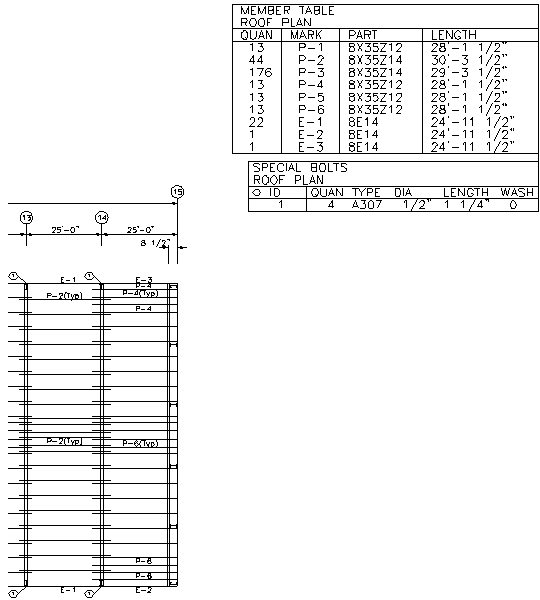 MEMBER TABLE
ROOF PLAN
QUAN MARK PART LENGTH
13 P-1 8X35Z12 28'-1 1/2"
44 P-2 8X35Z14 30'-3 1/2"
176 P-3 8X35Z14 29'-3 1/2"
13 P-4 8X35Z12 28'-1 1/2"
13 P-5 8X35Z12 28'-1 1/2"
13 P-6 8X35Z12 28'-1 1/2"
22 E-1 8E14 24'-11 1/2"
1 E-2 8E14 24'-11 1/2"
1 E-3 8E14 24'-11 1/2"
SPECIAL BOLTS
ROOF PLAN
ID QUAN TYPE DIA LENGTH WASH
1 4 A307 1/2" 1 1/4" 0
15
13 14
25'-0" 25'-0"
8 1/2"
1 E-1 1 E-3
P-4
P-2(Typ) P-4(Typ)
P-4
P-2(Typ) P-6(Typ)
P-6
P-6
1 E-1 1 E-2